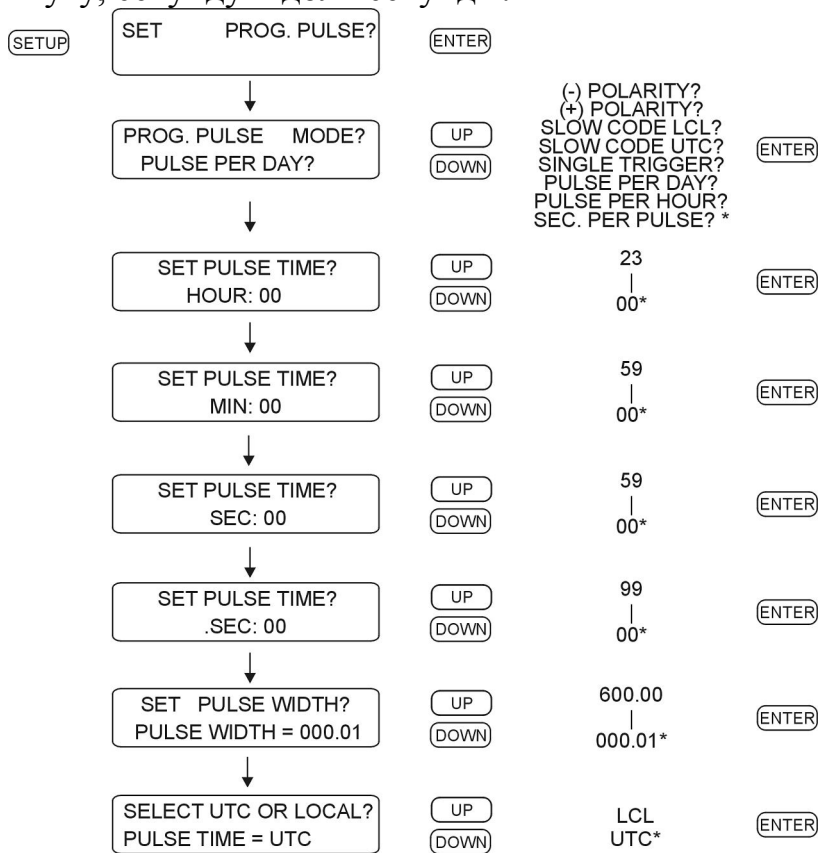 SETUP
SET PROG. PULSE?
ENTER
(-) POLARITY?
(+) POLARITY?
SLOW CODE LCL?
SLOW CODE UTC?
SINGLE TRIGGER?
PULSE PER DAY?
PULSE PER HOUR?
SEC. PER PULSE? *
PROG. PULSE MODE?
PULSE PER DAY?
UP
DOWN
ENTER
SET PULSE TIME?
HOUR: 00
UP
DOWN
23
|
00*
ENTER
SET PULSE TIME?
MIN: 00
UP
DOWN
59
|
00*
ENTER
SET PULSE TIME?
SEC: 00
UP
DOWN
59
|
00*
ENTER
SET PULSE TIME?
.SEC: 00
UP
DOWN
99
|
00*
ENTER
SET PULSE WIDTH?
PULSE WIDTH = 000.01
UP
DOWN
600.00
|
000.01*
ENTER
SELECT UTC OR LOCAL?
PULSE TIME = UTC
UP
DOWN
LCL
UTC*
ENTER